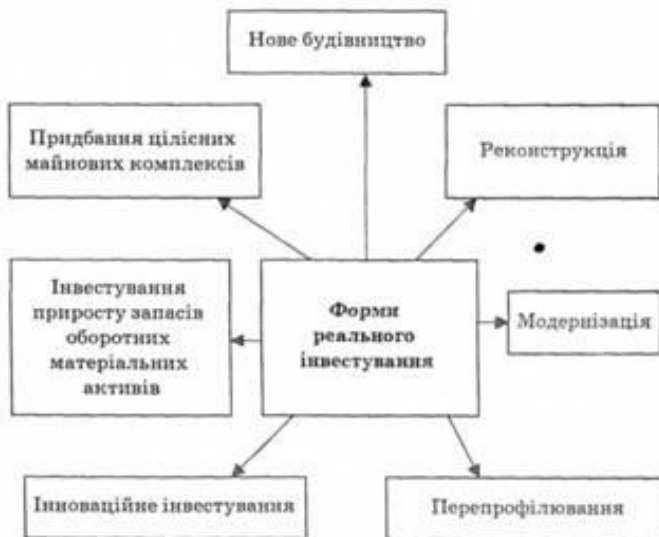 Нове будівництво
Придбання цілісних
майнових комплексів
Реконструкція
Інвестування
приросту запасів
оборотних
матеріальних
активів
Форми
реального
інвестування
Модернізація
Інноваційне інвестування
Перепрофілювання